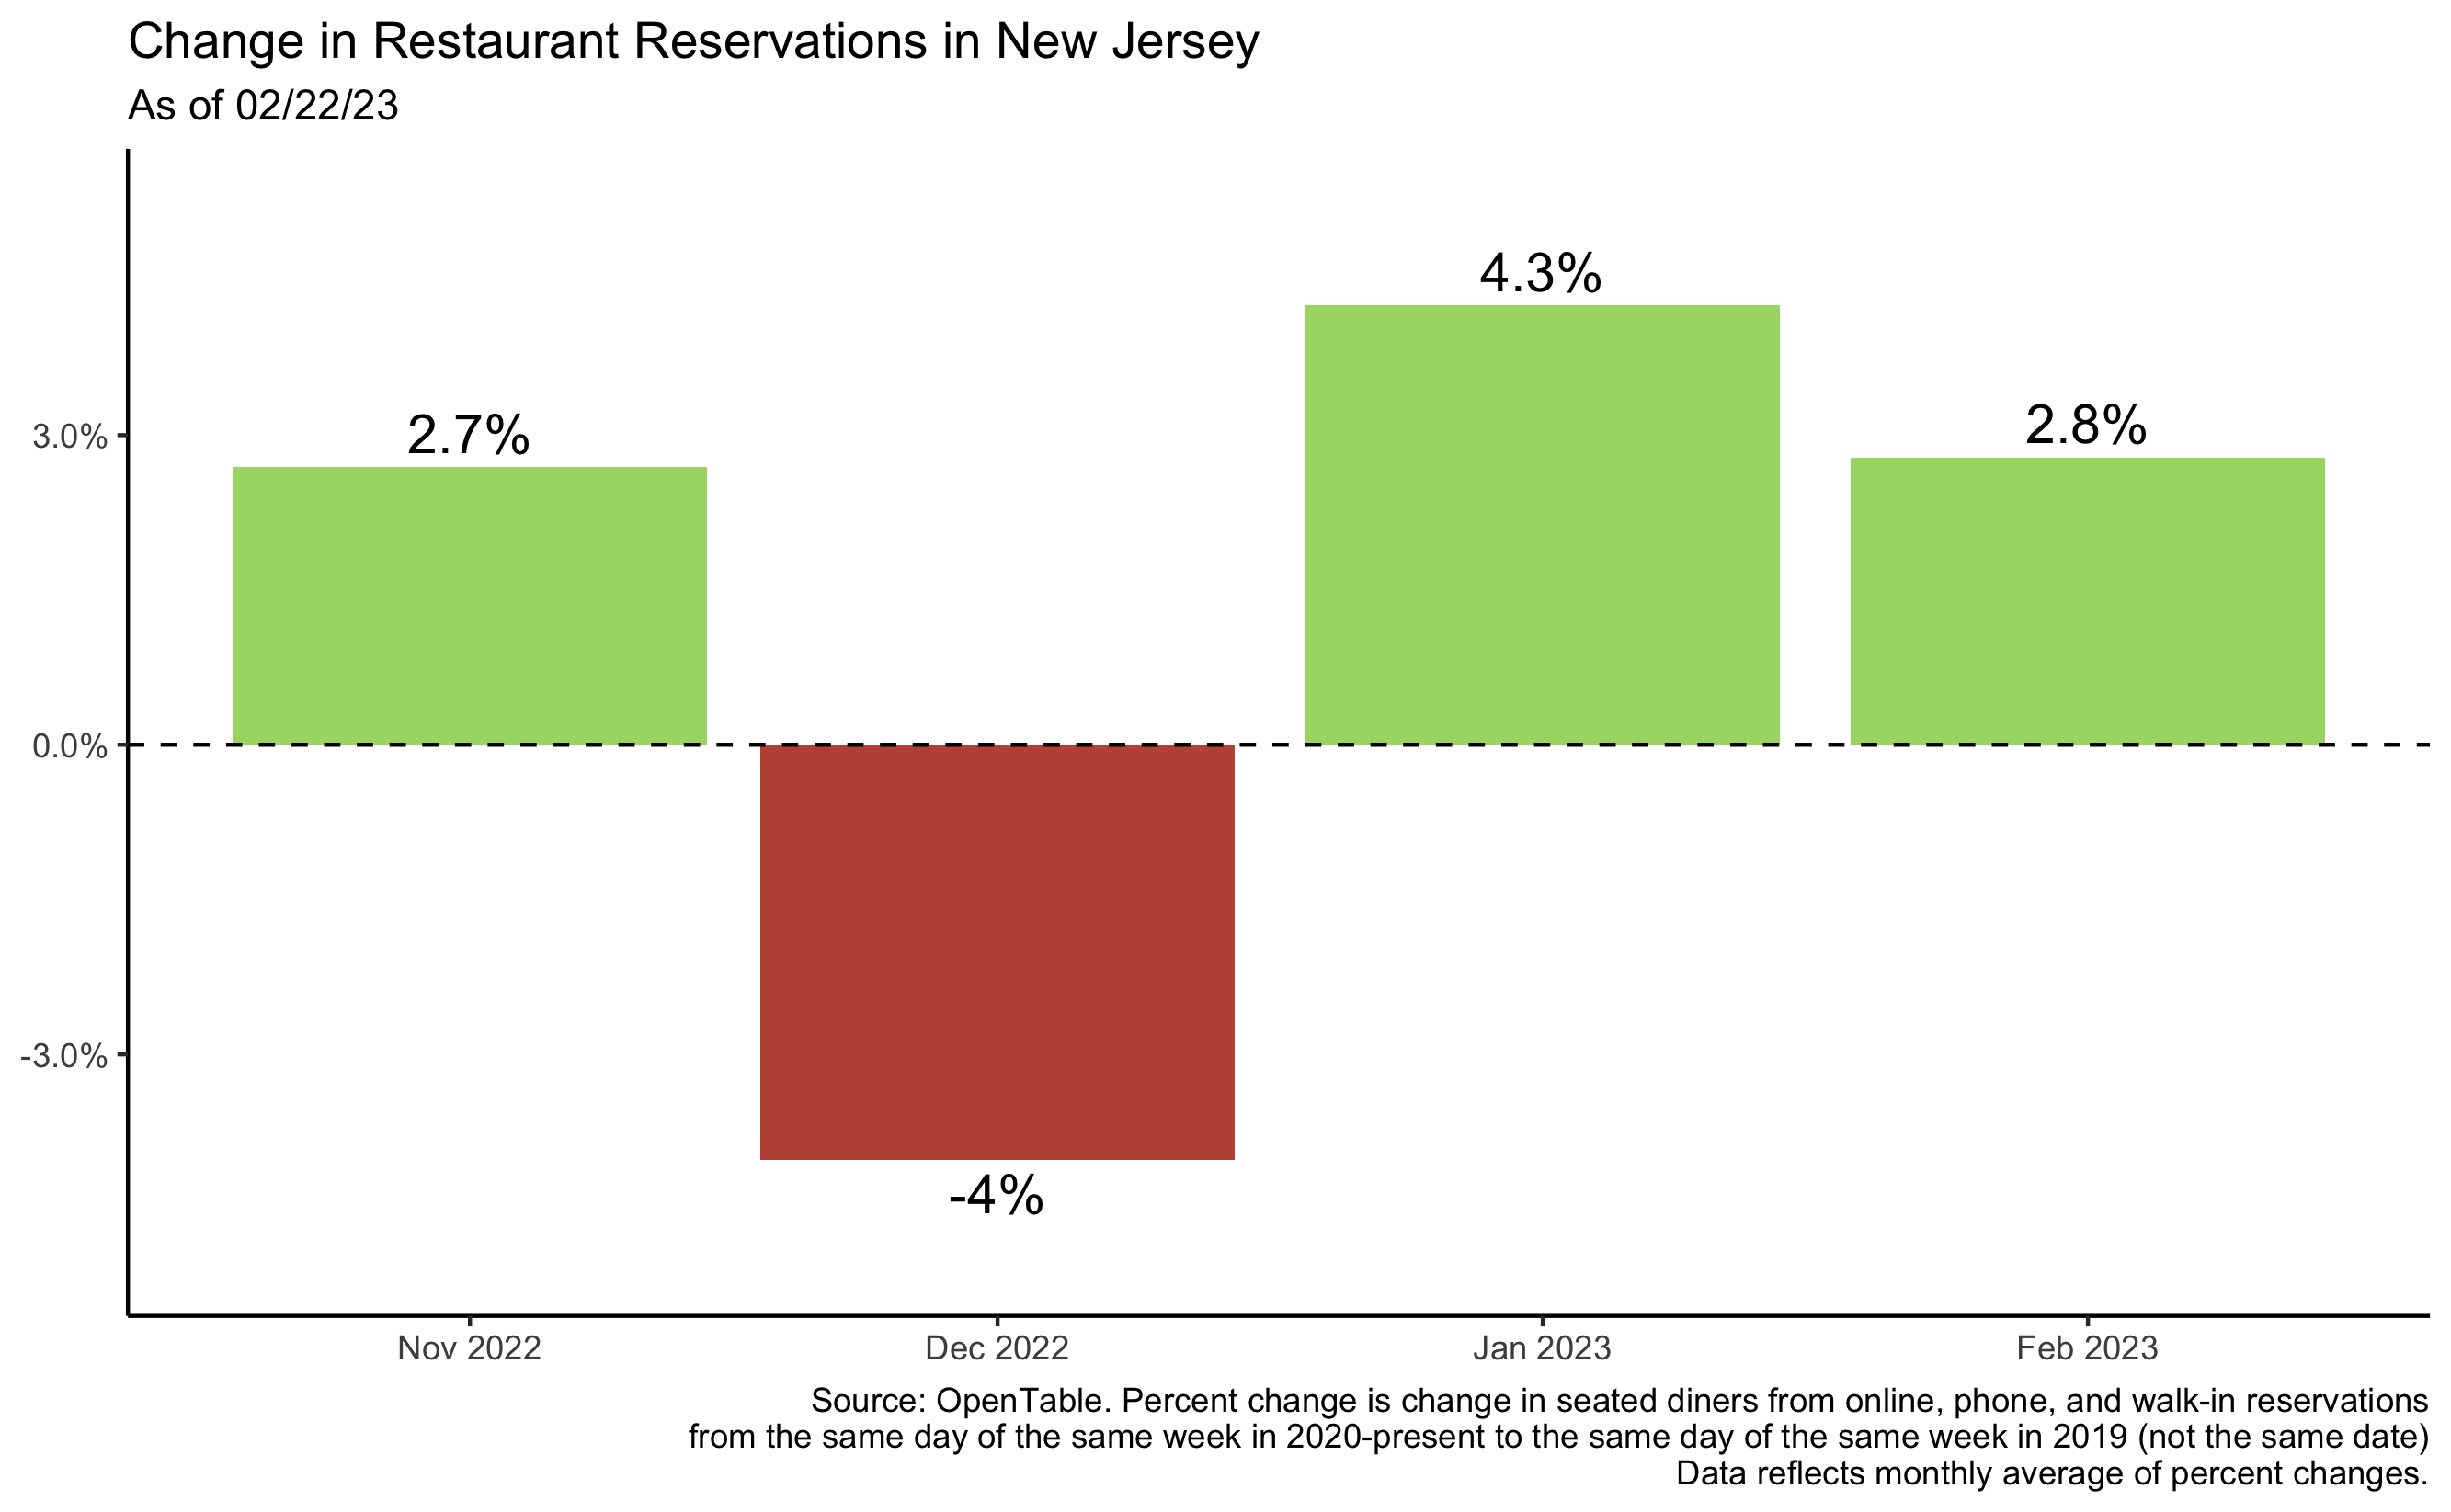 Change in Restaurant Reservations in New Jersey
As of 02/22/23
4.3%
2.8%
3.0%
2.7%
0.0%
-3.0%
-4%
Nov 2022
Dec 2022
Jan 2023
Feb 2023
Source: OpenTable. Percent change is change in seated diners from online, phone, and walk-in reservations
from the same day of the same week in 2020-present to the same day of the same week in 2019 (not the same date)
Data reflects monthly average of percent changes.